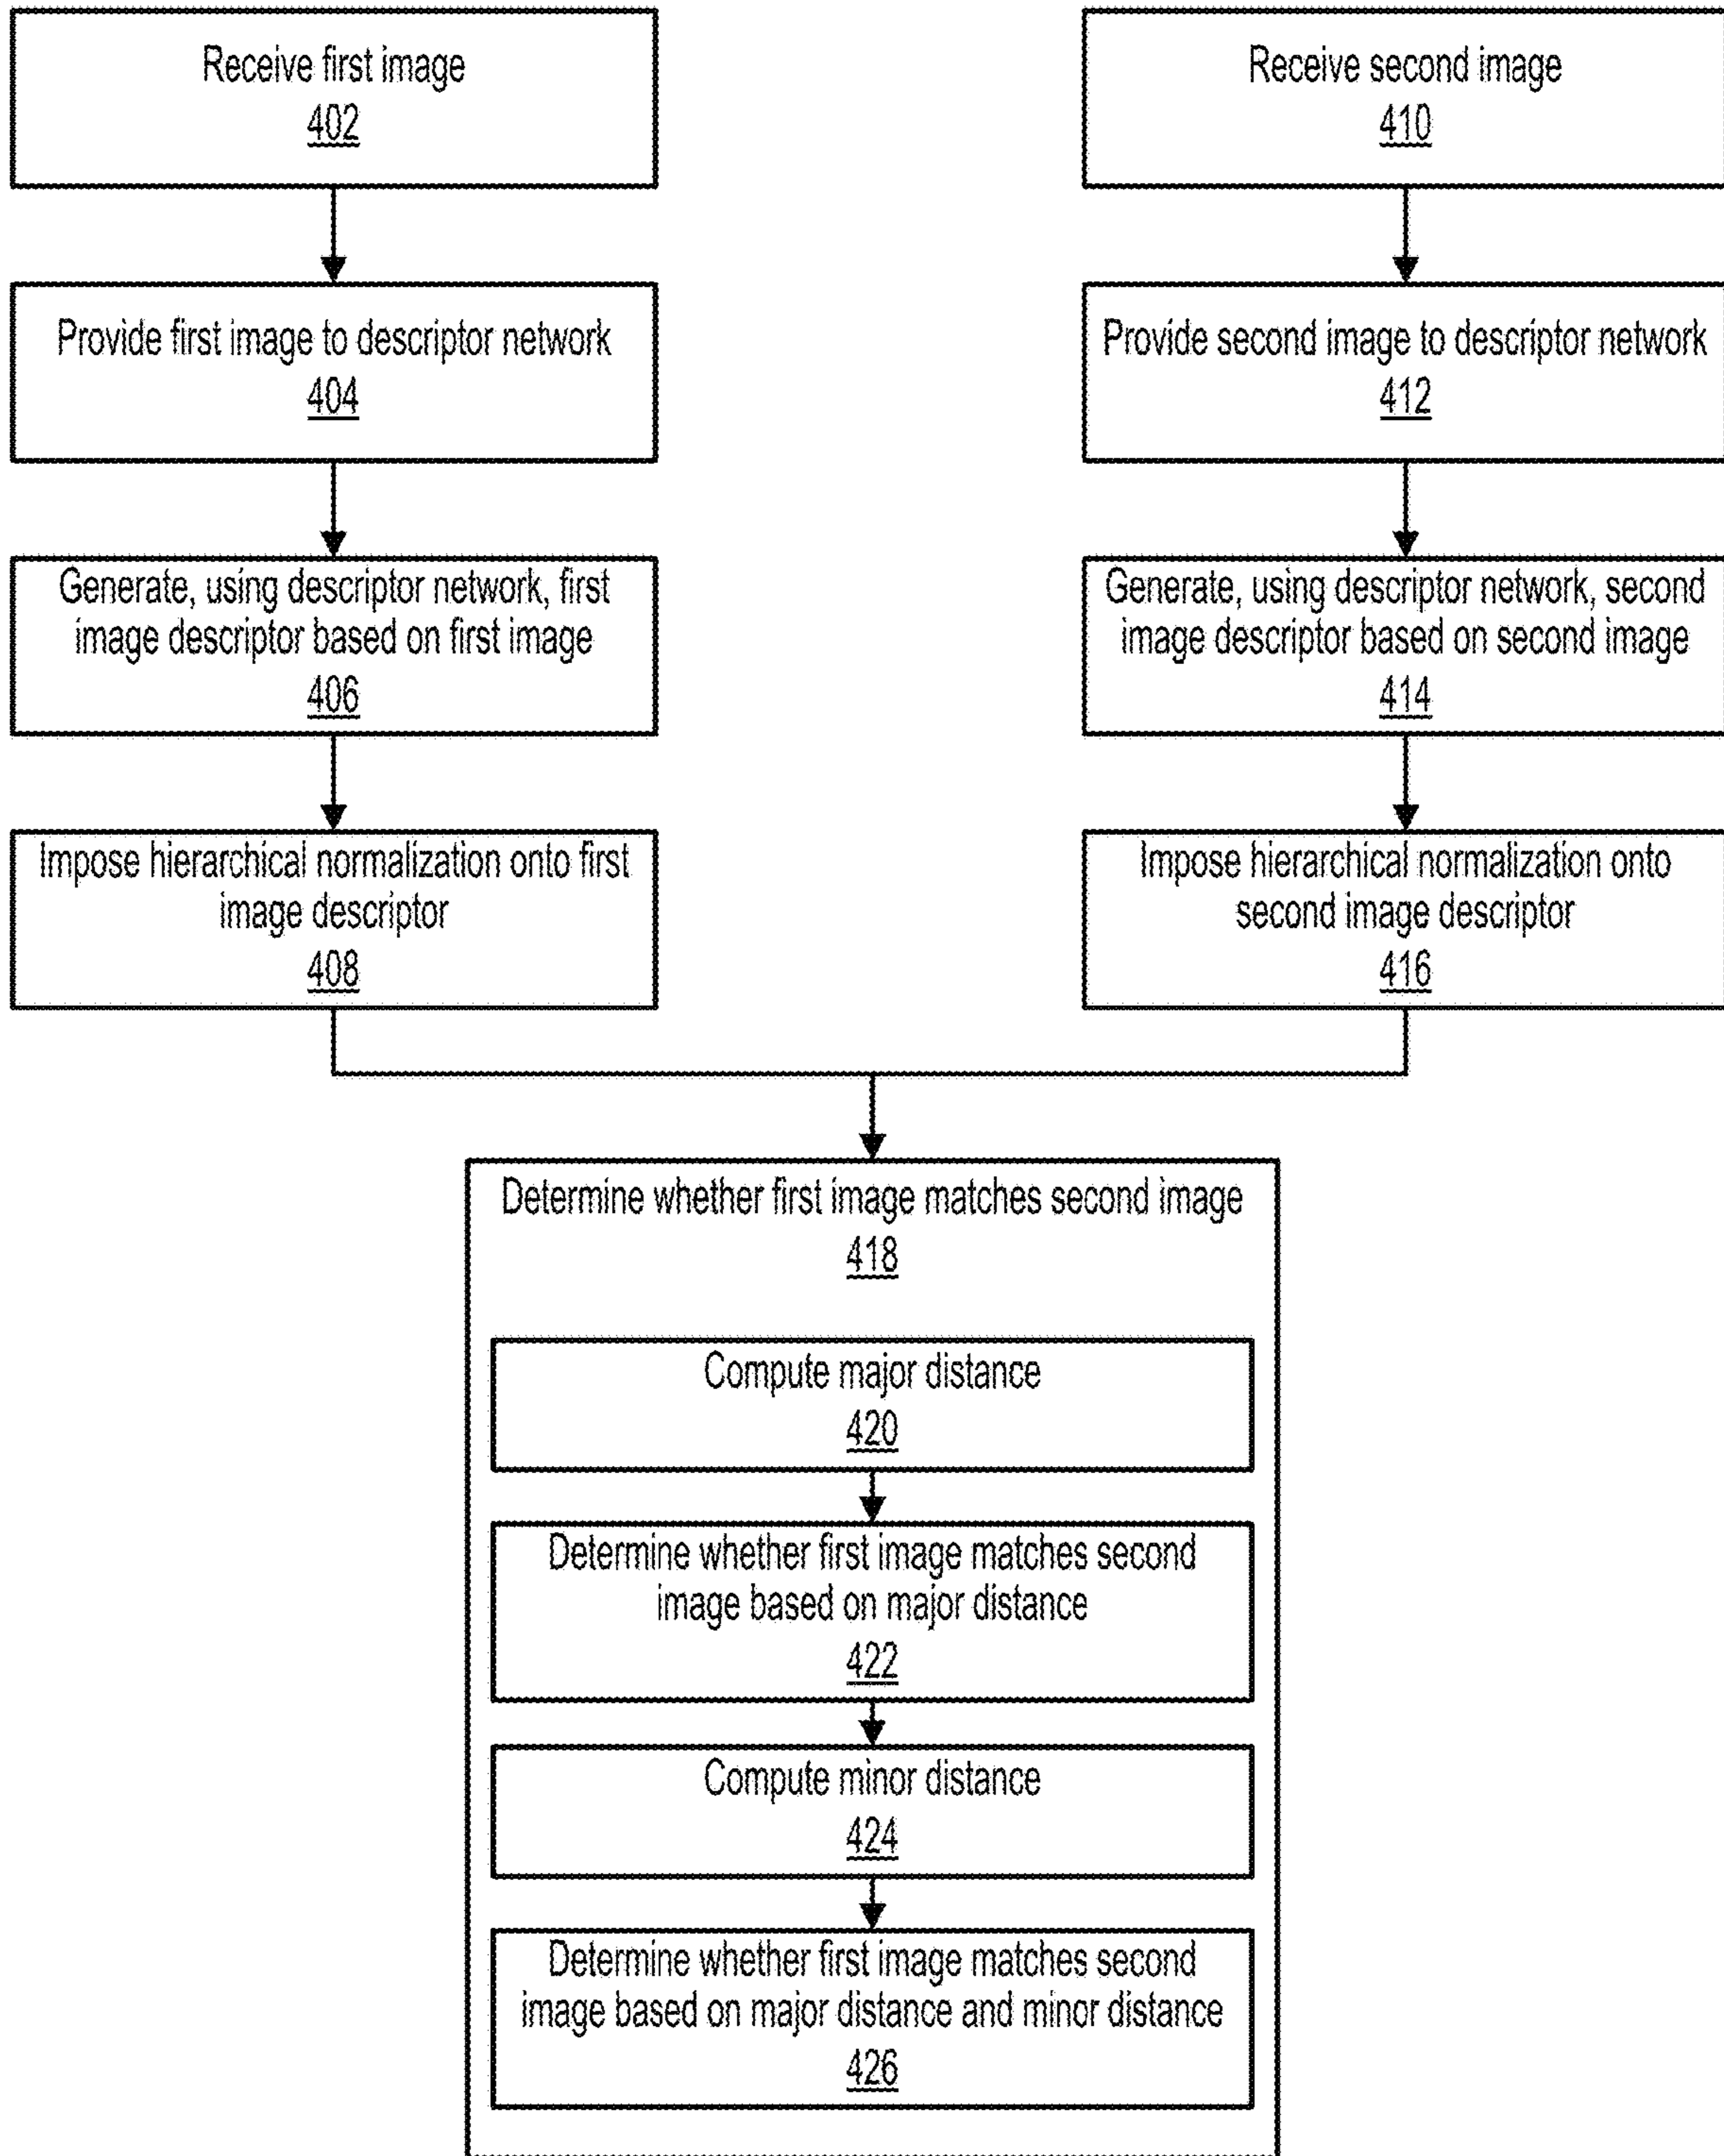 Receive first image
402
Provide first image to descriptor network
404
Generate, using descriptor network, first
image descriptor based on first image
406
Impose hierarchical normalization onto first
image descriptor
408
Receive second image
410
Provide second image to descriptor network
412
Generate, using descriptor network, second
image descriptor based on second image
414
Impose hierarchical normalization onto
second image descriptor
416
Determine whether first image matches second image
418
Compute major distance
420
Determine whether first image matches second
image based on major distance
422
Compute minor distance
424
Determine whether first image matches second
image based on major distance and minor distance
426